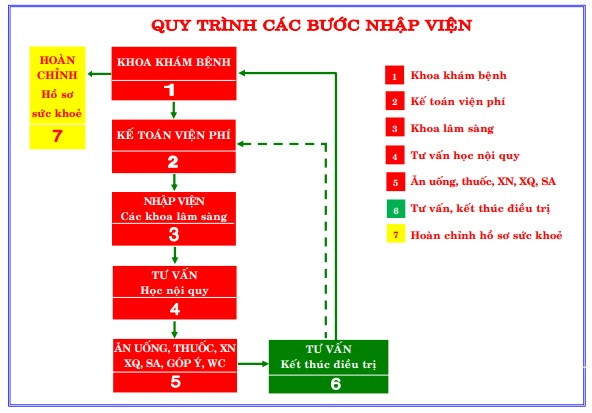 QUY TRÌNH CÁC BƯỚC NHẬP VIỆN
HOÀN
CHỈNH
Hồ sơ
sức khoẻ
7
KHOA KHÁM BỆNH
1
KẾ TOÁN VIỆN PHÍ
2
NHẬP VIỆN
Các khoa lâm sàng
3
TƯ VẤN
Học nội quy
4
ĂN UỐNG, THUỐC, XN
XQ, SA, GÓP Ý, WC
5
TƯ VẤN
Kết thúc điều trị
6
1 Khoa khám bệnh
2 Kế toán viện phí
3 Khoa lâm sàng
4 Tư vấn học nội quy
5 Ăn uống, thuốc, XN, XQ, SA
6 Tư vấn, kết thúc điều trị
7 Hoàn chỉnh hồ sơ sức khoẻ